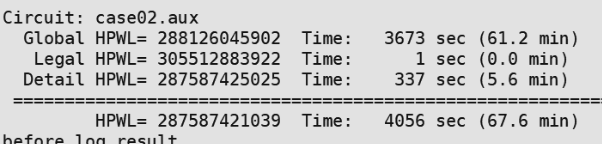 Circuit: case02.aux
Global HPWL= 288126045902 Time: 3673 sec (61.2 min)
Legal HPWL= 305512883922 Time: 1 sec (0.0 min)
Detail HPWL= 287587425025 Time: 337 sec (5.6 min)
============================================================
HPWL= 287587421039 Time: 4056 sec (67.6 min)
before log result